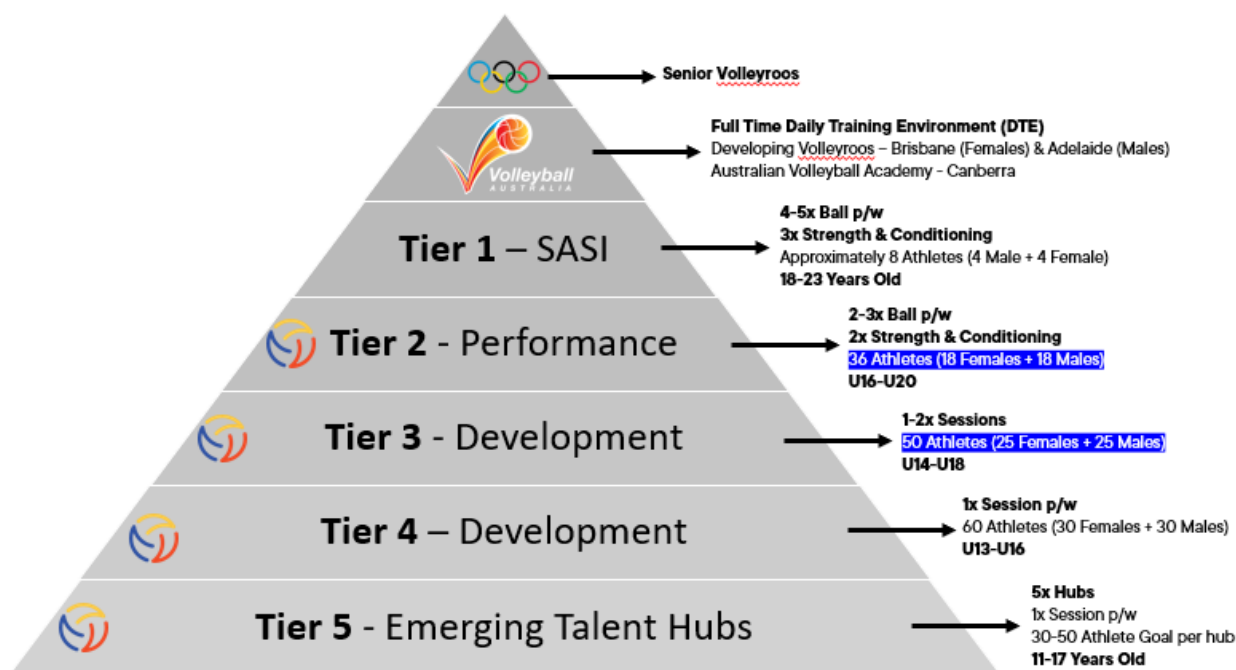 Senior Volleyroos
Volleyball
AUSTRALIA
Full Time Daily Training Environment (DTE)
Developing Volleyroos – Brisbane (Females) & Adelaide (Males)
Australian Volleyball Academy - Canberra
Tier 1 – SASI
4-5x Ball p/w
3x Strength & Conditioning
Approximately 8 Athletes (4 Male + 4 Female)
18-23 Years Old
Tier 2 - Performance
2-3x Ball p/w
2x Strength & Conditioning
36 Athletes (18 Females + 18 Males)
U16-U20
Tier 3 - Development
1-2x Sessions
50 Athletes (25 Females + 25 Males)
U14-U18
Tier 4 – Development
1x Session p/w
60 Athletes (30 Females + 30 Males)
U13-U16
Tier 5 - Emerging Talent Hubs
5x Hubs
1x Session p/w
30-50 Athlete Goal per hub
11-17 Years Old